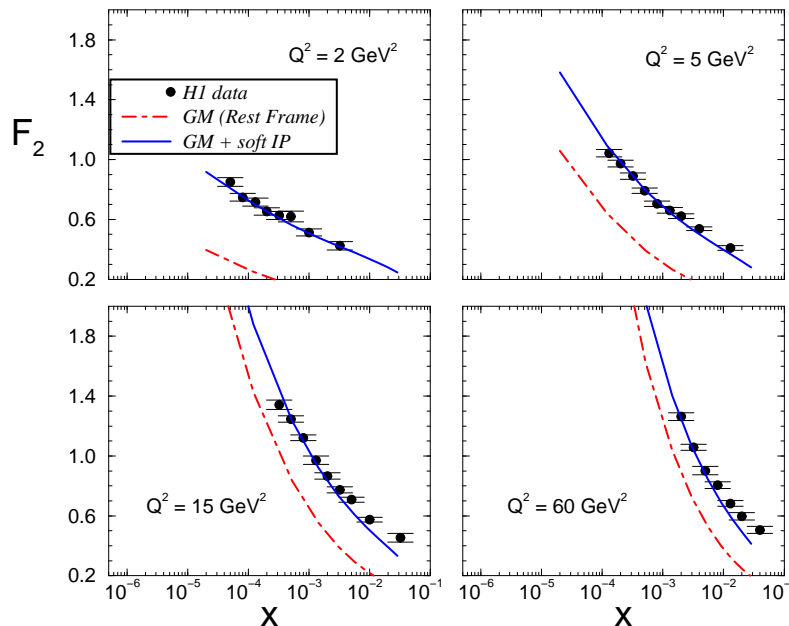 Q² = 2 GeV²
Q² = 5 GeV²
H1 data
GM (Rest Frame)
GM + soft IP
F₂
1.8
1.4
1.0
0.6
0.2
Q² = 15 GeV²
Q² = 60 GeV²
1.8
1.4
1.0
0.6
0.2
10⁻⁶ 10⁻⁵ 10⁻⁴ 10⁻³ 10⁻² 10⁻¹
10⁻⁶ 10⁻⁵ 10⁻⁴ 10⁻³ 10⁻² 10⁻¹
x
x